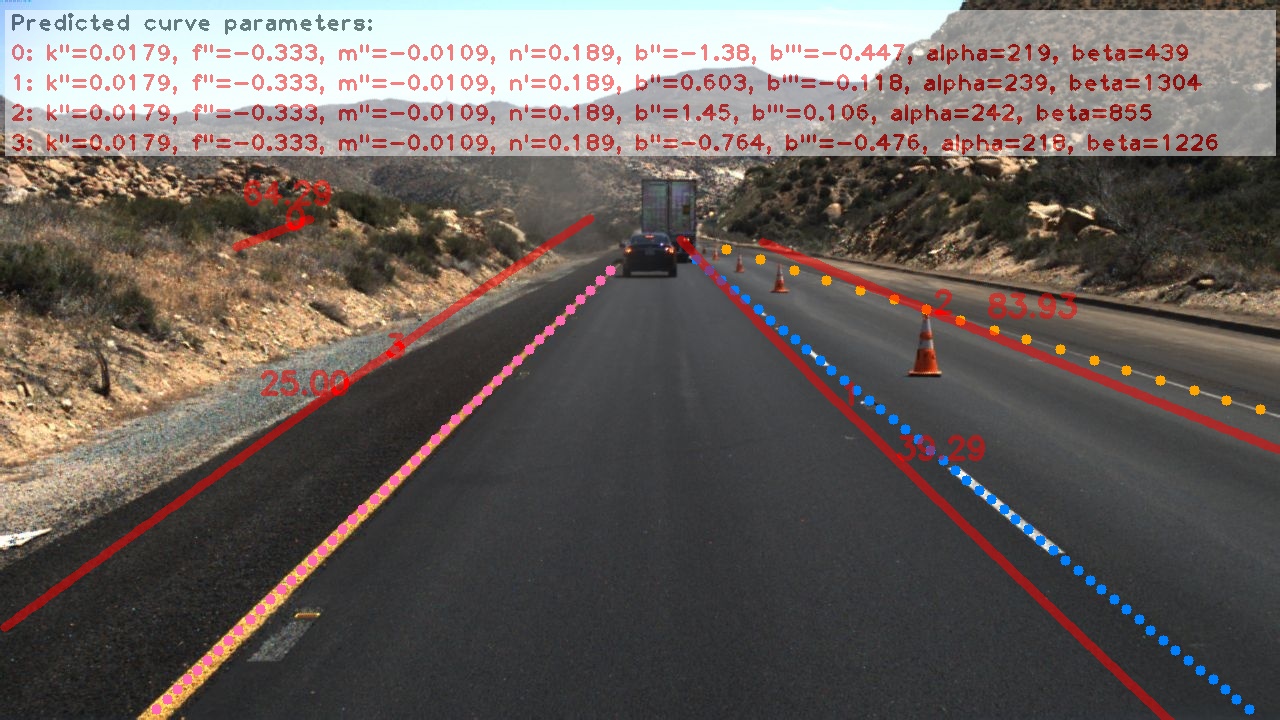 Predicted curve parameters:
0: k''=0.0179, f''=-0.333, m''=-0.0109, n'=0.189, b''=-1.38, b'''=-0.447, alpha=219, beta=439
1: k''=0.0179, f''=-0.333, m''=-0.0109, n'=0.189, b''=0.603, b'''=-0.118, alpha=239, beta=1304
2: k''=0.0179, f''=-0.333, m''=-0.0109, n'=0.189, b''=1.45, b'''=0.106, alpha=242, beta=855
3: k''=0.0179, f''=-0.333, m''=-0.0109, n'=0.189, b''=-0.764, b'''=-0.476, alpha=218, beta=1226
64.29
0
2 83.93
3
25.00
39.29